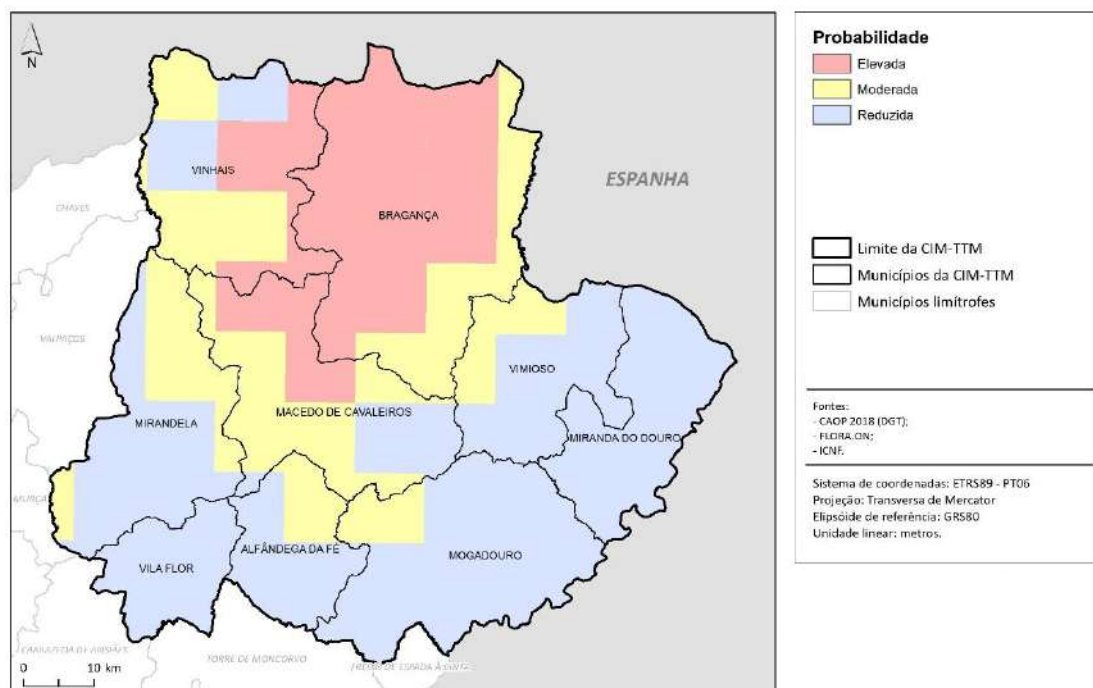 N
VINHAIS
ESPANHA
CHAVES
BRAGANÇA
VALPAÇOS
VIMIOSO
MACEDO DE CAVALEIROS
MIRANDELA
MIRANDA DO DOURO
MURÇA
ALFÂNDEGA DA FÉ
MOGADOURO
VILA FLOR
TORRE DE MONCORVO
0 10 km
Probabilidade
Elevada
Moderada
Reduzida
Limite da CIM-TTM
Municípios da CIM-TTM
Municípios limítrofes
Fontes:
- CAOP 2018 (DGT);
- FLORA.ON;
- ICNF.
Sistema de coordenadas: ETRS89 - PT06
Projeção: Transversa de Mercator
Elipsóide de referência: GRS80
Unidade linear: metros.